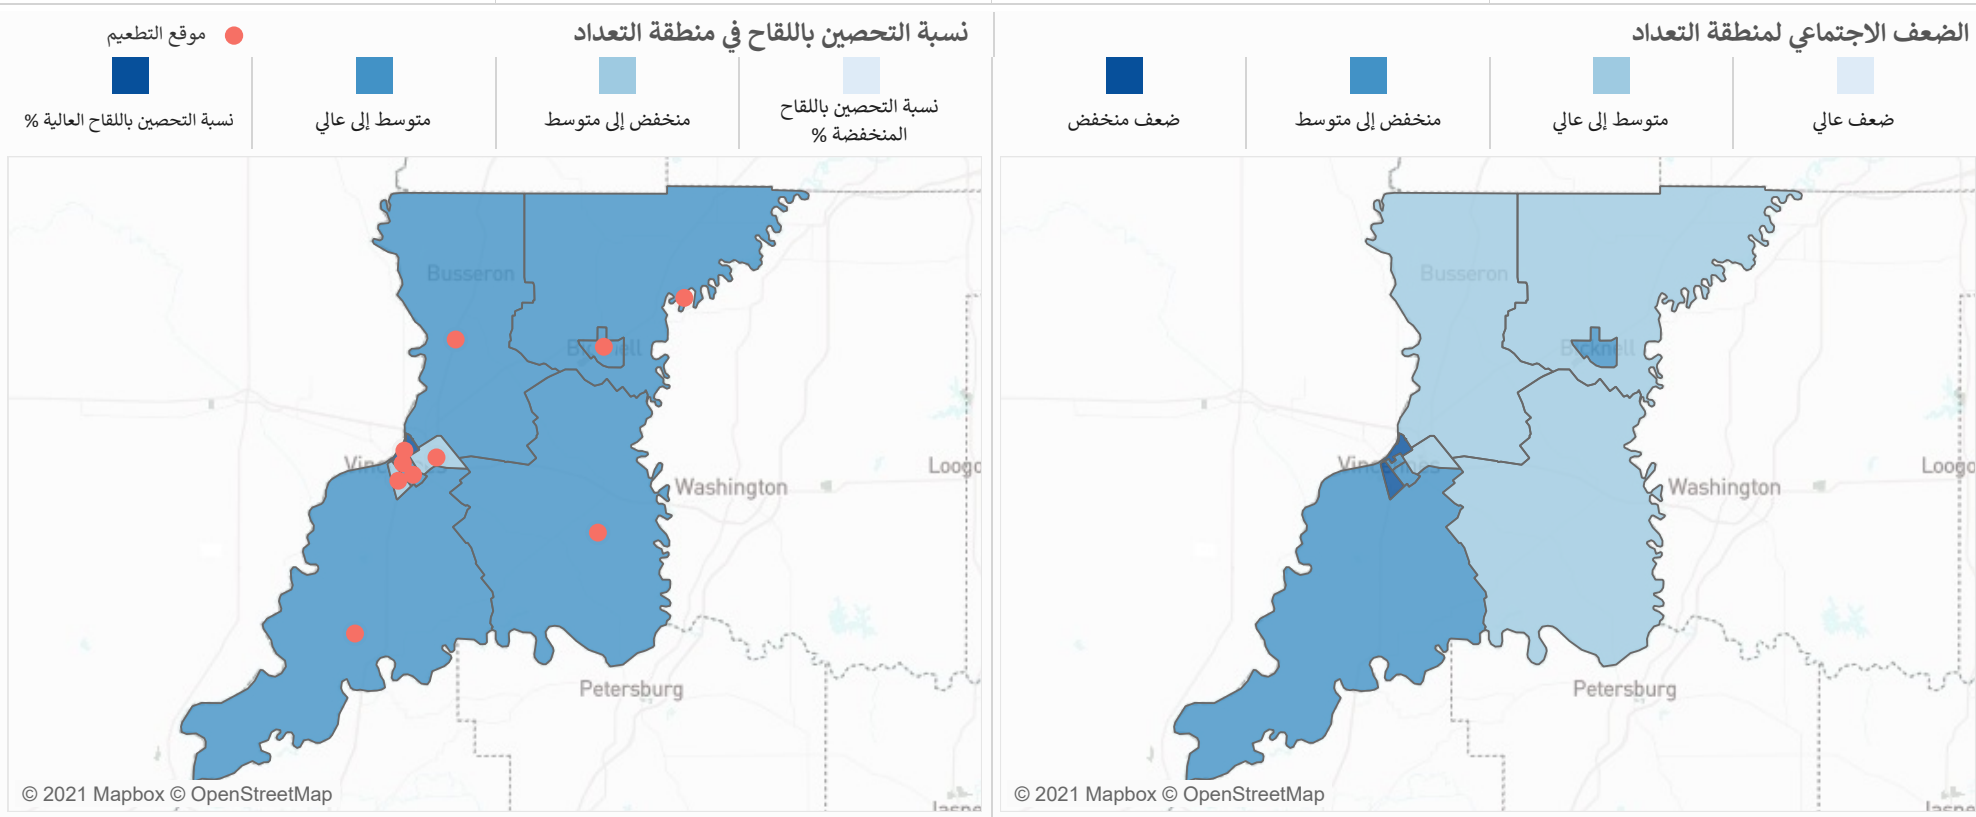 الضعف الاجتماعي لمنطقة التعداد
ضعف عالي
متوسط إلى عالي
منخفض إلى متوسط
ضعف منخفض
Busseron
Bicknell
Washington
Petersburg
© 2021 Mapbox © OpenStreetMap
نسبة التحصين باللقاح في منطقة التعداد
موقع التطعيم
نسبة التحصين باللقاح
المنخفضة %
منخفض إلى متوسط
متوسط إلى عالي
نسبة التحصين باللقاح العالية %
Busseron
Washington
Petersburg
© 2021 Mapbox © OpenStreetMap